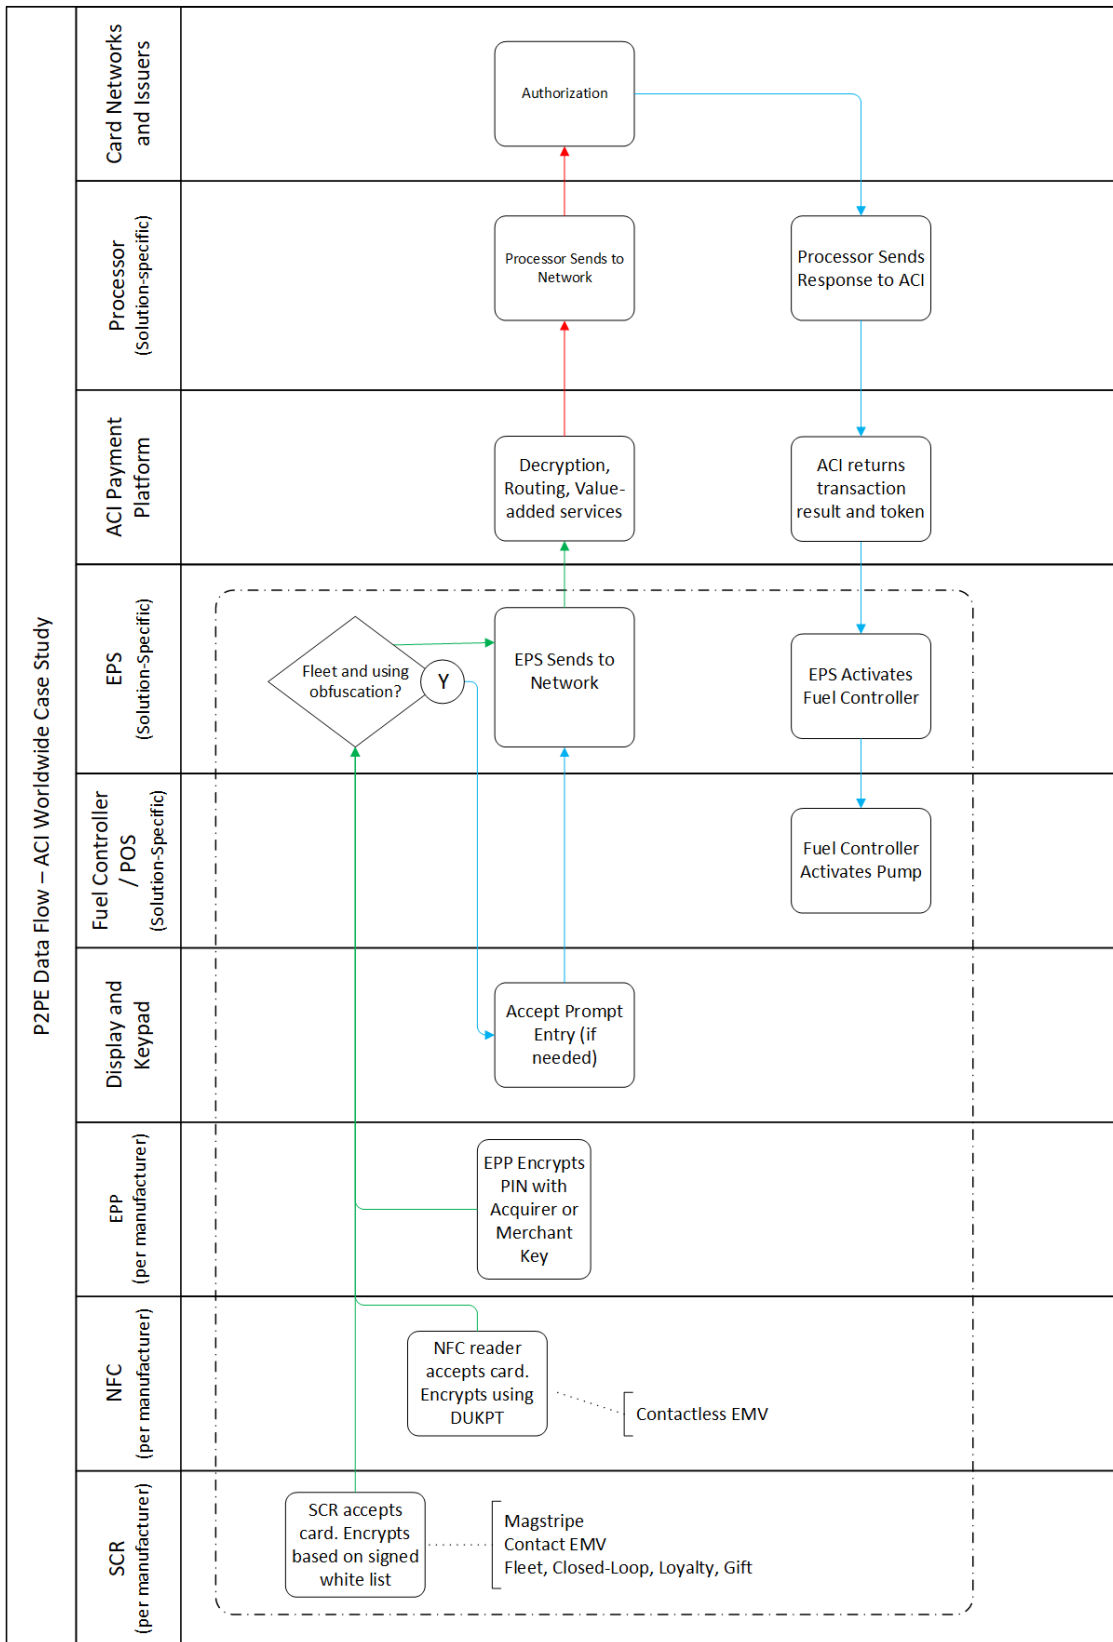 P2PE Data Flow – ACI Worldwide Case Study
Card Networks
and Issuers
Authorization
Processor
(Solution-specific)
Processor Sends to
Network
Processor Sends
Response to ACI
ACI Payment
Platform
Decryption,
Routing, Value-
added services
ACI returns
transaction
result and token
EPS
(Solution-Specific)
Fleet and using
obfuscation?
Y
EPS Sends to
Network
EPS Activates
Fuel Controller
Fuel Controller
/ POS
(Solution-Specific)
Fuel Controller
Activates Pump
Display and
Keypad
Accept Prompt
Entry (if
needed)
EPP
(per manufacturer)
EPP Encrypts
PIN with
Acquirer or
Merchant
Key
NFC
(per manufacturer)
NFC reader
accepts card.
Encrypts using
DUKPT
Contactless EMV
SCR
(per manufacturer)
SCR accepts
card. Encrypts
based on signed
white list
Magstripe
Contact EMV
Fleet, Closed-Loop, Loyalty, Gift